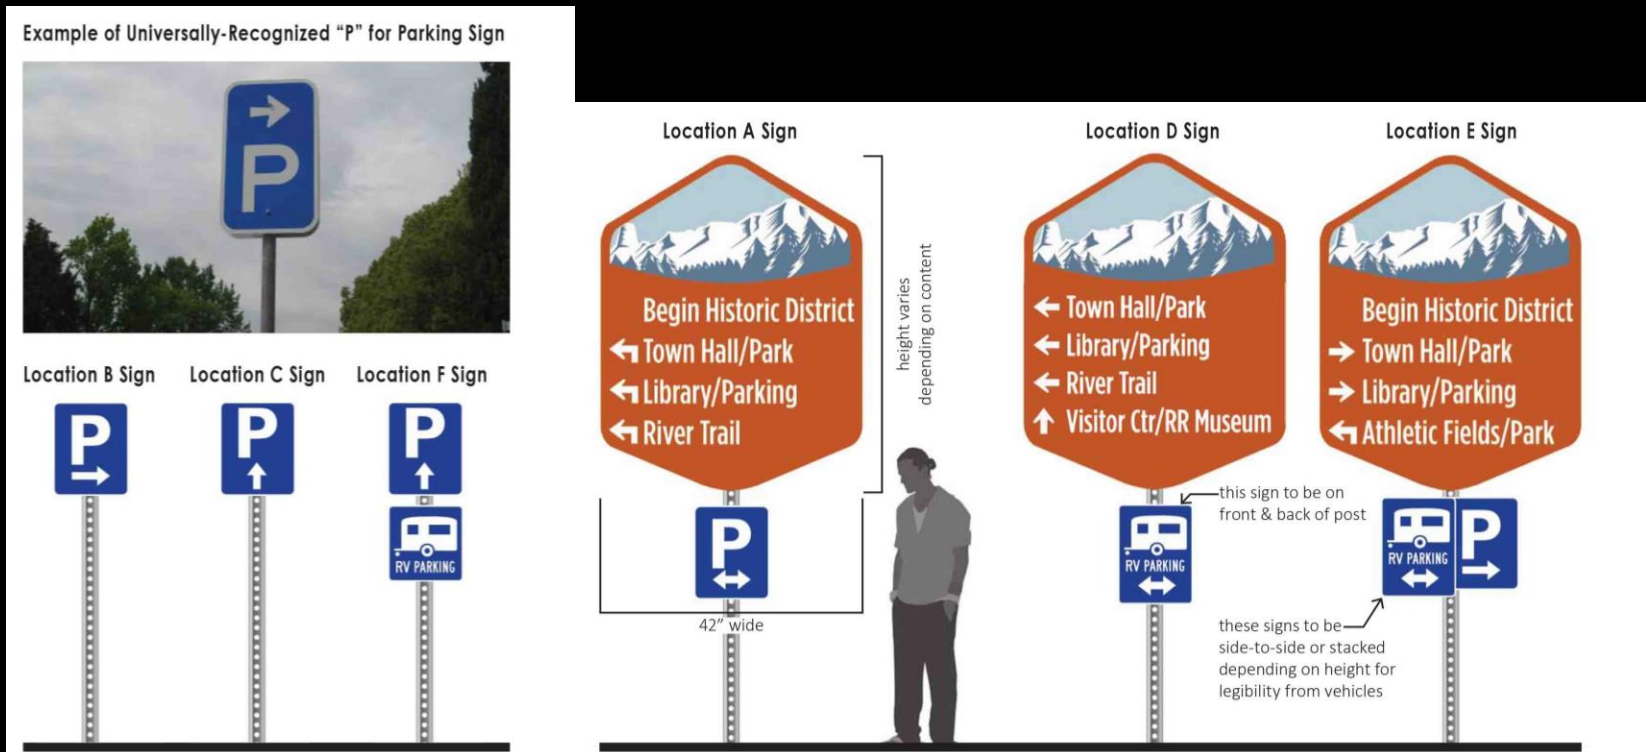 Example of Universally-Recognized “P” for Parking Sign
P
Location B Sign
P
Location C Sign
P
Location F Sign
P
RV PARKING
Location A Sign
Begin Historic District
Town Hall/Park
Library/Parking
River Trail
P
42” wide
height varies
depending on content
Location D Sign
Town Hall/Park
Library/Parking
River Trail
Visitor Ctr/RR Museum
RV PARKING
this sign to be on
front & back of post
Location E Sign
Begin Historic District
Town Hall/Park
Library/Parking
Athletic Fields/Park
RV PARKING
P
these signs to be
side-to-side or stacked
depending on height for
legibility from vehicles